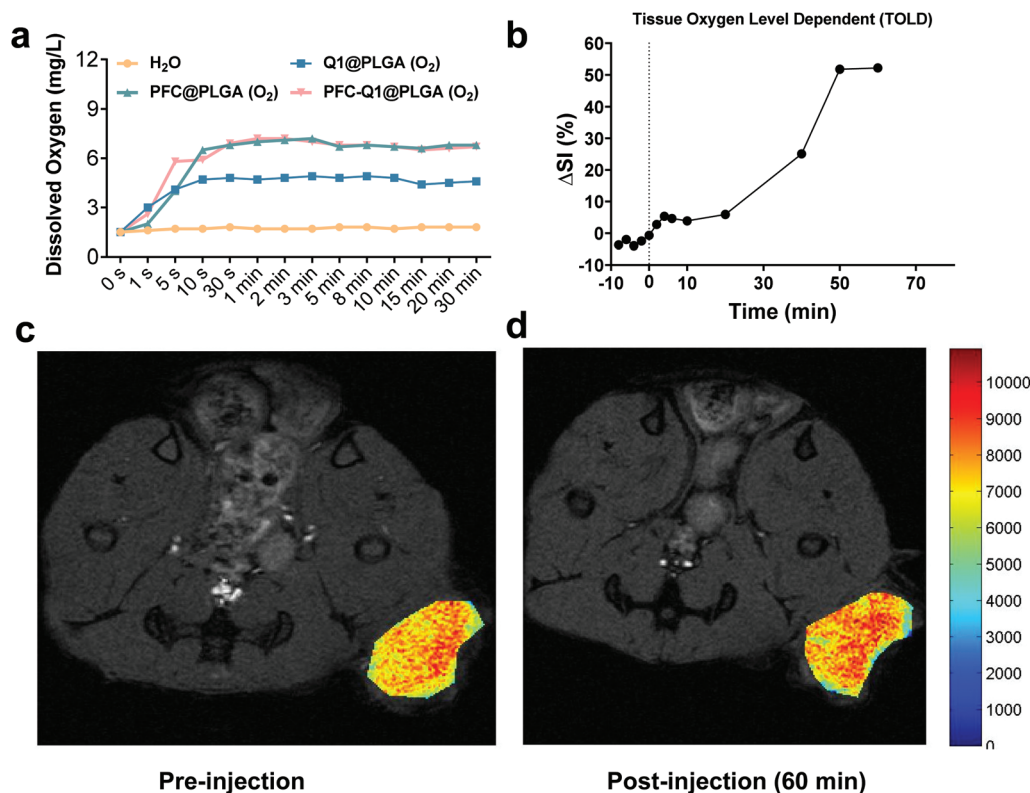 a
Dissolved Oxygen (mg/L)
12
9
6
3
0
H₂O
Q1@PLGA (O₂)
PFC@PLGA (O₂)
PFC-Q1@PLGA (O₂)
0 s
1 s
5 s
10 s
30 s
1 min
2 min
3 min
5 min
8 min
10 min
15 min
20 min
30 min
b
Tissue Oxygen Level Dependent (TOLD)
ΔSI (%)
60
50
40
30
20
10
0
-10
-10
0
10
30
50
70
Time (min)
c
d
10000
9000
8000
7000
6000
5000
4000
3000
2000
1000
0
Pre-injection
Post-injection (60 min)